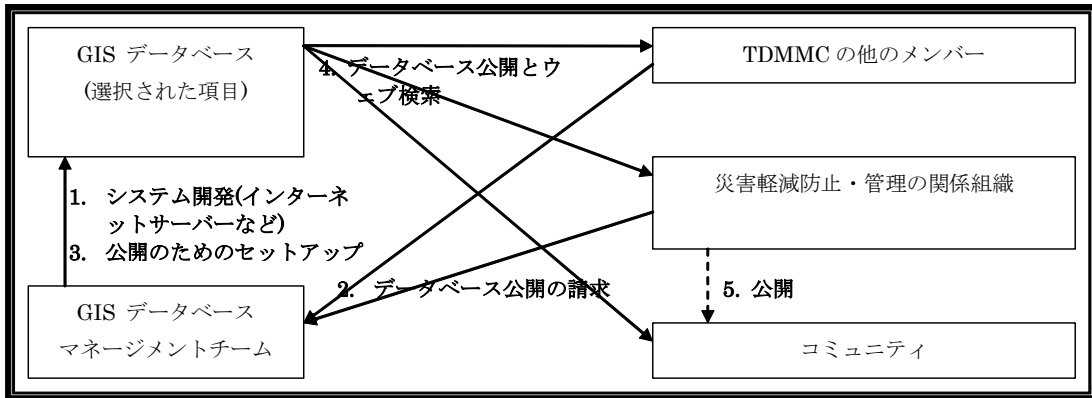 GIS データベース
(選択された項目)
TDMMC の他のメンバー
4. データベース公開とウ
ェブ検索
災害軽減防止・管理の関係組織
1. システム開発(インターネ
ットサーバーなど)
3. 公開のためのセットアップ
2. データベース公開の請求
5. 公開
GIS データベース
マネージメントチーム
コミュニティ